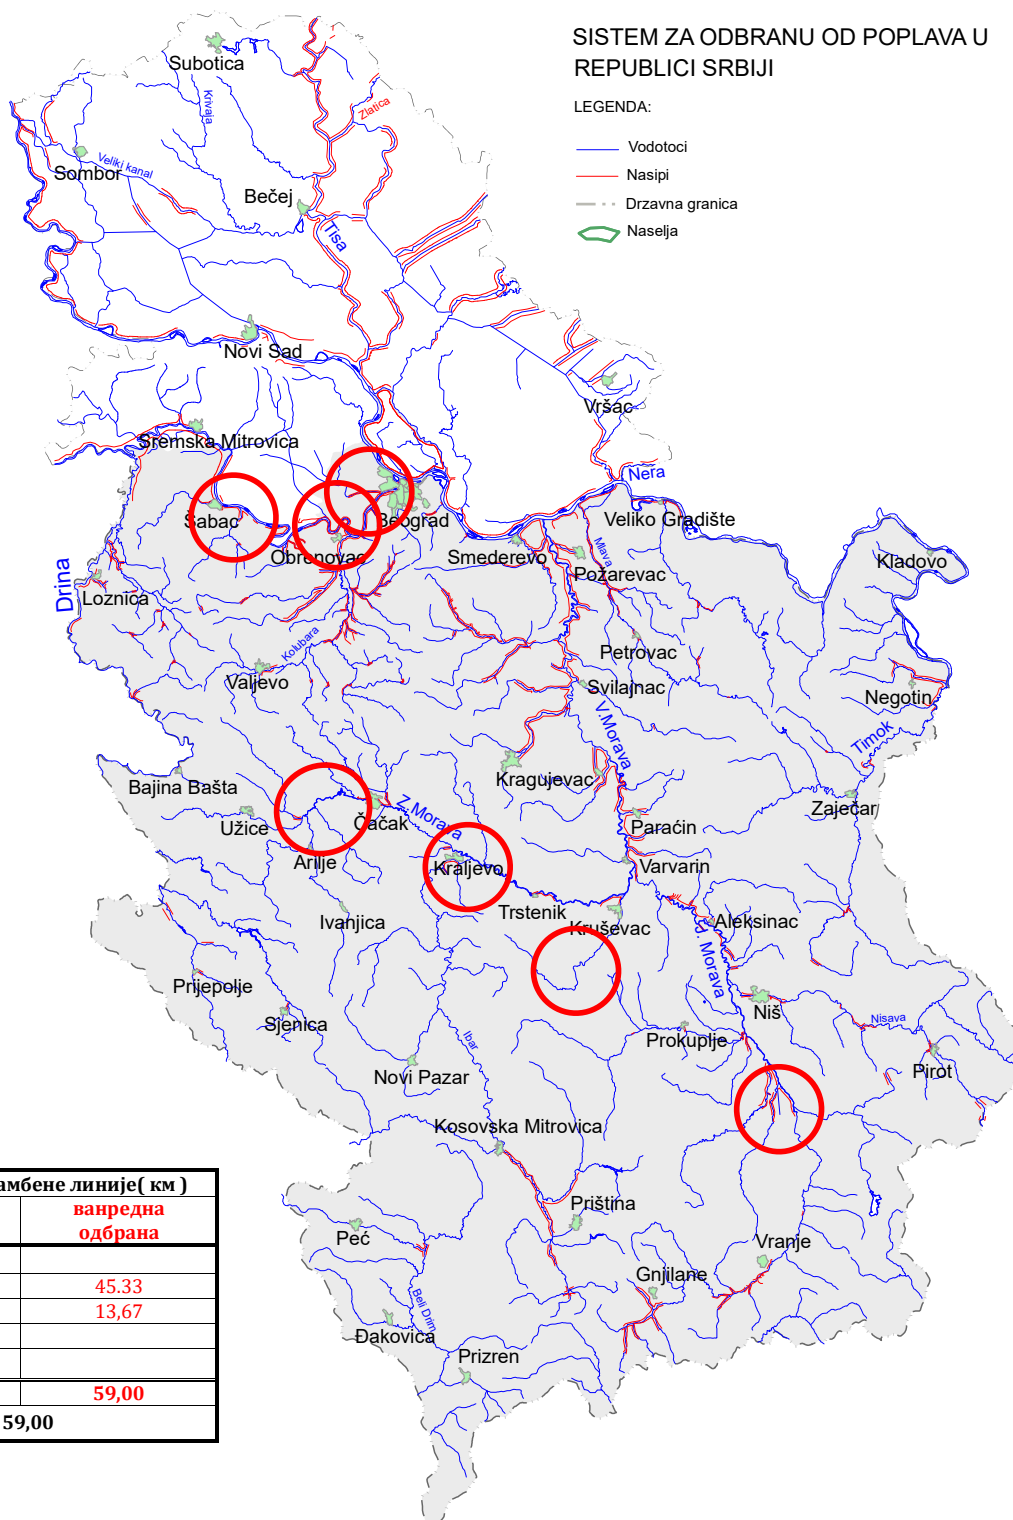 SISTEM ZA ODBRANU OD POPLAVA U
REPUBLICI SRBIJI
LEGENDA:
Vodotoci
Nasipi
Drzavna granica
Naselja
Subotica
Krivaja
Zlatica
Sombor
Veliki kanal
Bečej
Tisa
Novi Sad
Vršac
Sremska Mitrovica
Nera
Šabac
Beograd
Veliko Gradište
Obrenovac
Smederevo
Mlava
Kladovo
Drina
Požarevac
Loznica
Kolubara
Petrovac
Valjevo
Svilajnac
Negotin
V.Morava
Timok
Kragujevac
Bajina Bašta
Z.Morava
Zaječar
Užice
Čačak
Paraćin
Arilje
Kraljevo
Varvarin
Trstenik
Ivanjica
Kruševac
Aleksinac
J. Morava
Prijepolje
Sjenica
Niš
Ibar
Nisava
Prokuplje
Pirot
Novi Pazar
Kosovska Mitrovica
Priština
Peć
Vranje
Gnjilane
Beli Drim
Đakovica
Prizren
амбене линије( км )
ванредна
одбрана
45.33
13,67
59,00
59,00